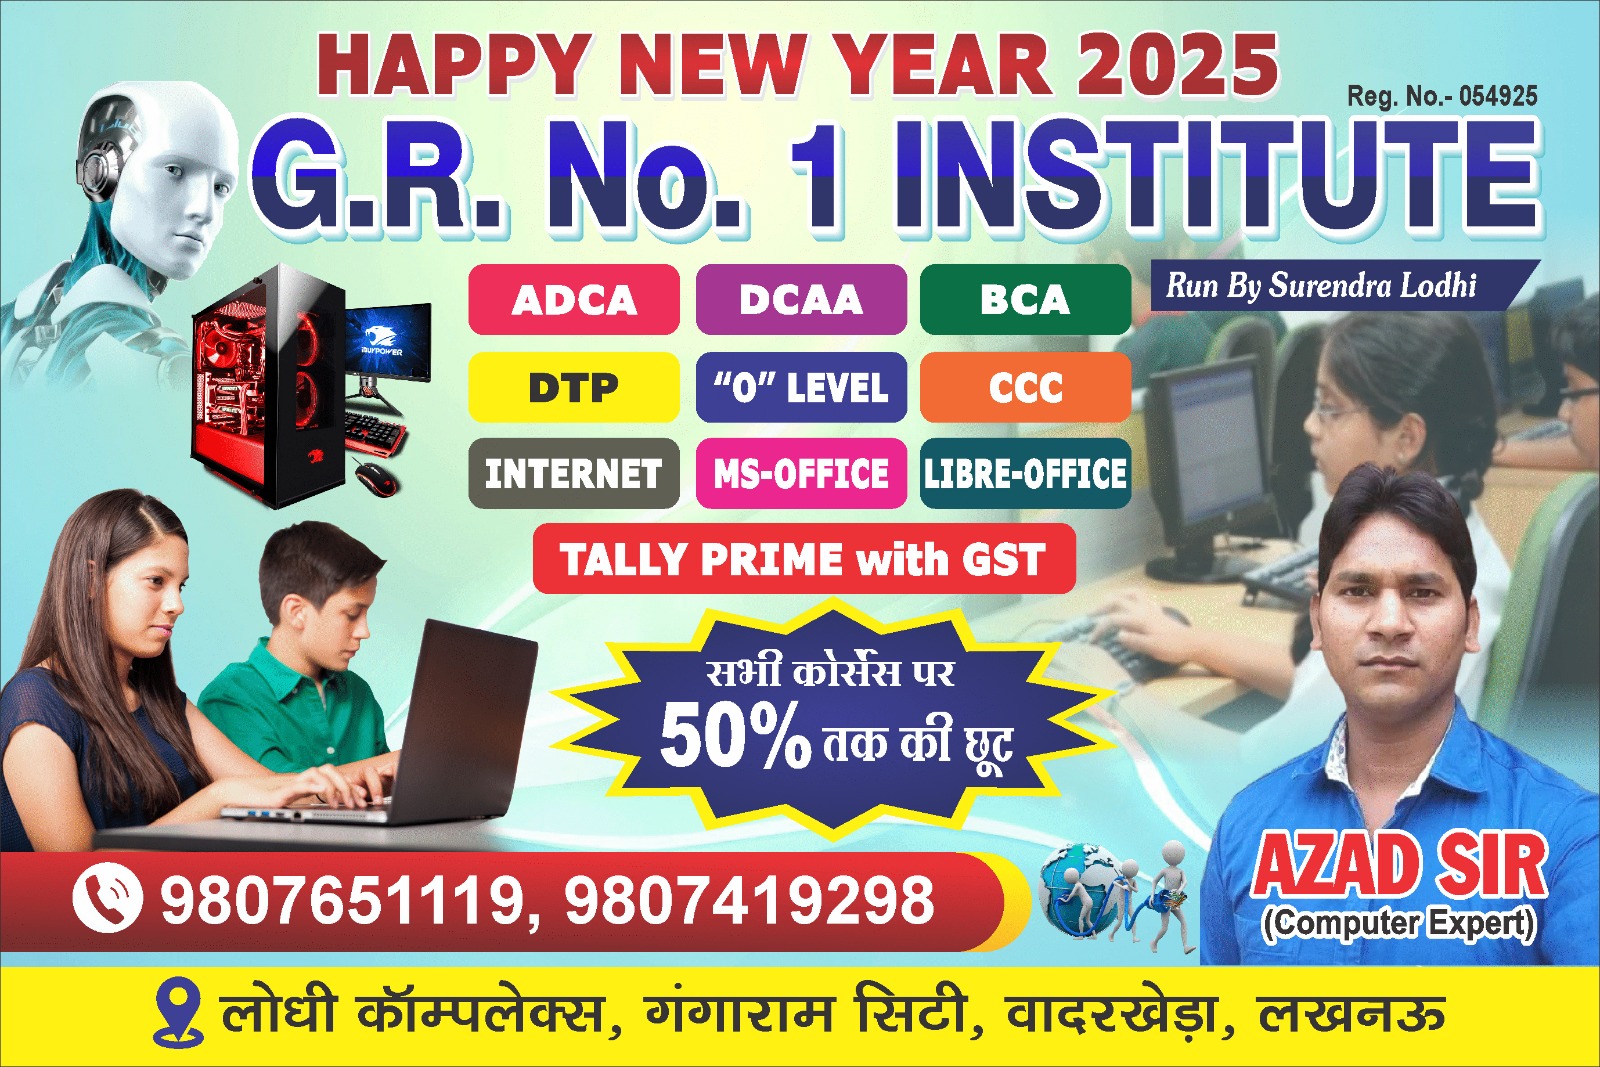 HAPPY NEW YEAR 2025
Reg. No.- 054925
G.R. No. 1 INSTITUTE
Run By Surendra Lodhi
ADCA DCAA BCA
DTP “O” LEVEL CCC
iBUYPOWER
INTERNET MS-OFFICE LIBRE-OFFICE
TALLY PRIME with GST
सभी कोर्सेस पर
50% तक की छूट
AZAD SIR
(Computer Expert)
9807651119, 9807419298
लोधी कॉम्पलेक्स, गंगाराम सिटी, वादरखेड़ा, लखनऊ